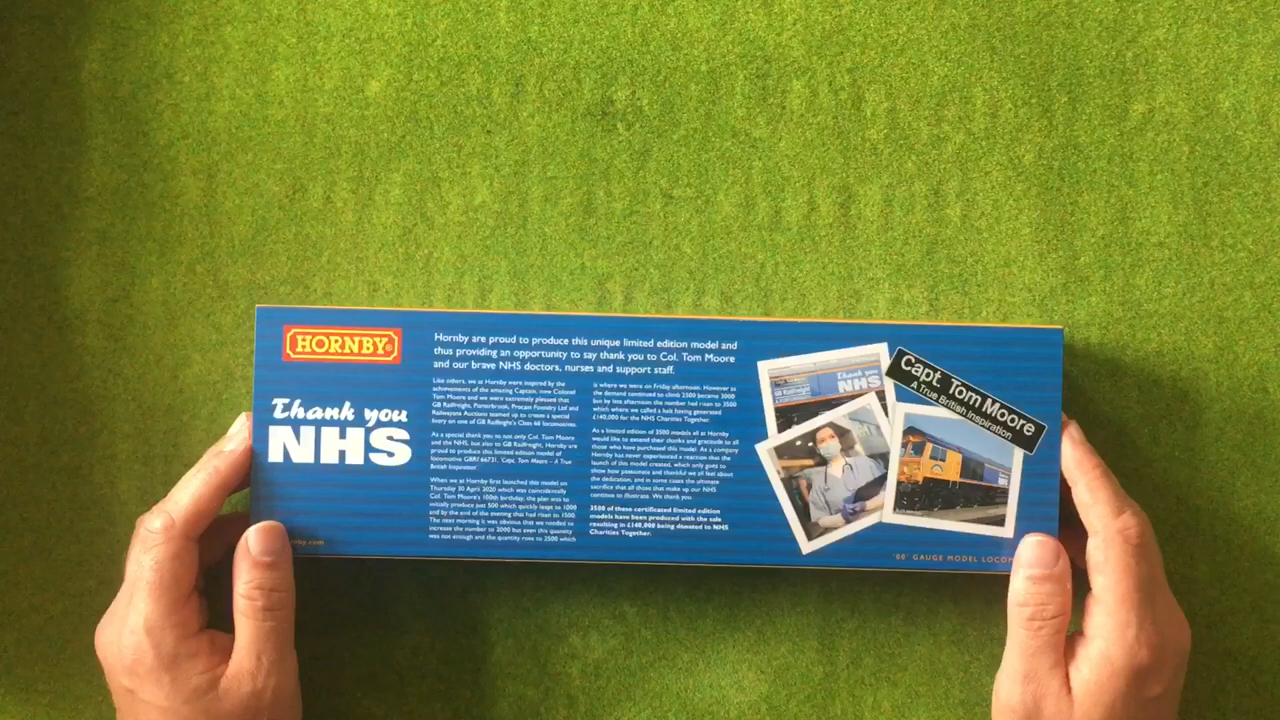 HORNBY®
Thank you
NHS
Hornby are proud to produce this unique limited edition model and
thus providing an opportunity to say thank you to Col. Tom Moore
and our brave NHS doctors, nurses and support staff.
Like others, we at Hornby were inspired by the
achievements of the amazing Captain, now Colonel
Tom Moore and we were extremely pleased that
GB Railfreight, Porterbrook, Procast Foundry Ltd and
Railwayana Auctions teamed up to create a special
livery on one of GB Railfreight's Class 66 locomotives.
As a special thank you to not only Col. Tom Moore
and the NHS, but also to GB Railfreight, Hornby are
proud to produce this limited edition model of
locomotive GBRf 66731, 'Capt. Tom Moore – A True
British Inspiration'.
When we at Hornby first launched this model on
Thursday 30 April 2020 which was coincidentally
Col. Tom Moore's 100th birthday, the plan was to
initially produce just 500 which quickly leapt to 1000
and by the end of the evening that had risen to 1500.
The next morning it was obvious that we needed to
increase the number to 2000 but even this quantity
was not enough and the quantity rose to 2500 which
is where we were on Friday afternoon. However as
the demand continued to climb 2500 became 3000
but by late afternoon the number had risen to 3500
which where we called a halt having generated
£140,000 for the NHS Charities Together.
As a limited edition of 3500 models all at Hornby
would like to extend their thanks and gratitude to all
those who have purchased this model. As a company
Hornby has never experienced a reaction that the
launch of this model created, which only goes to
show how passionate and thankful we all feel about
the dedication, and in some cases the ultimate
sacrifice that all those that make up our NHS
continue to illustrate. We thank you.
3500 of these certificated limited edition
models have been produced with the sale
resulting in £140,000 being donated to NHS
Charities Together.
Thank you
NHS
GB Railfreight
Capt. Tom Moore
A True British Inspiration
nby.com
'00' GAUGE MODEL LOCOM